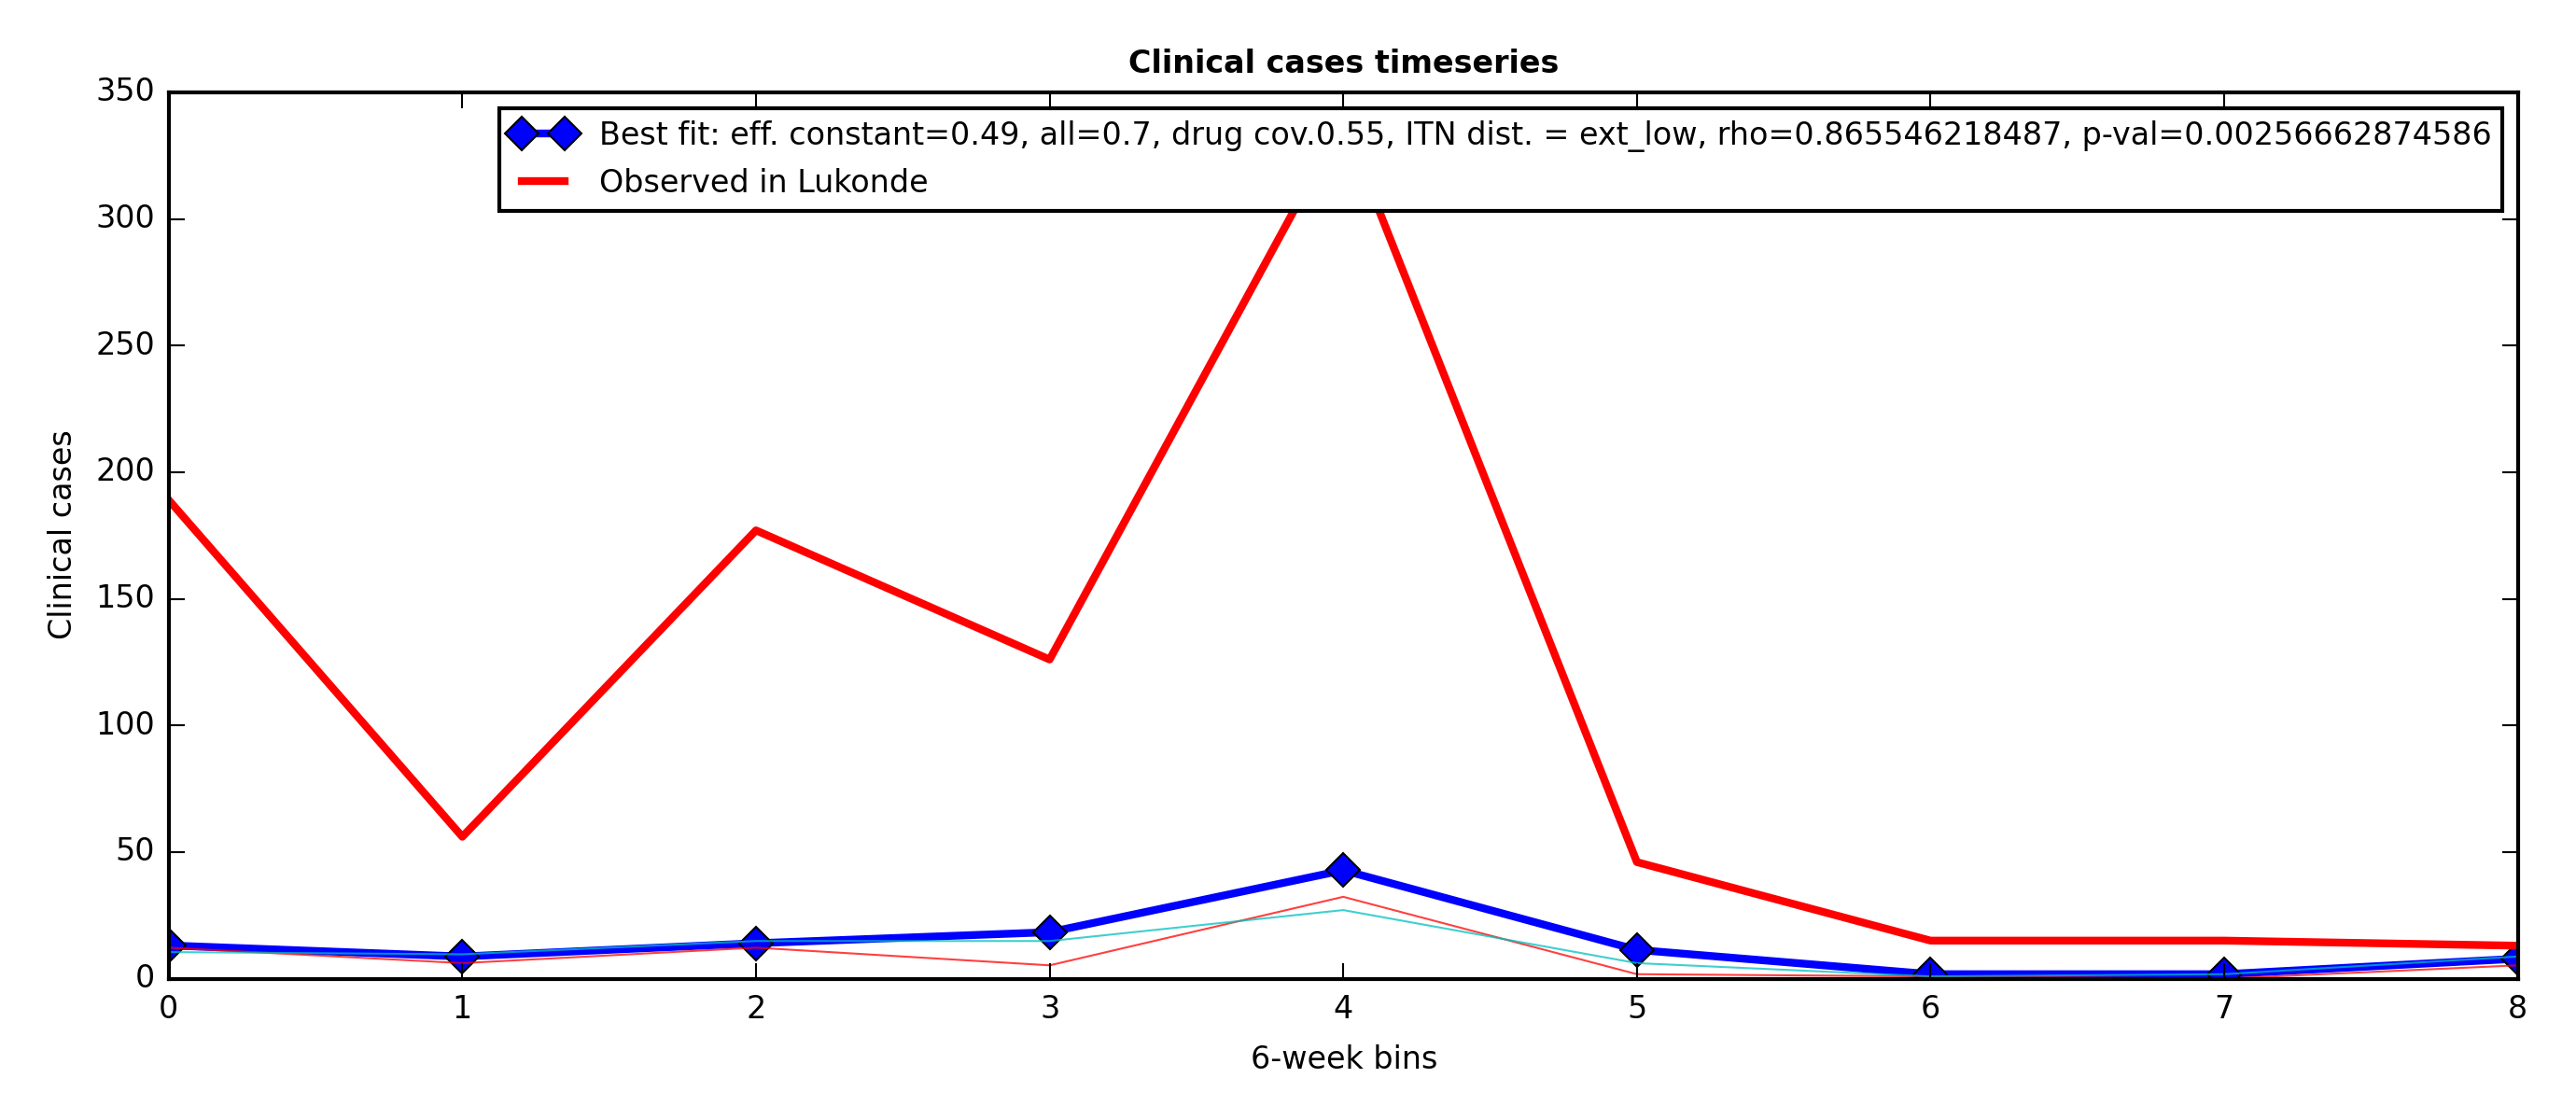 Clinical cases timeseries
350
300
250
200
150
100
50
0
Clinical cases
Best fit: eff. constant=0.49, all=0.7, drug cov.0.55, ITN dist. = ext_low, rho=0.865546218487, p-val=0.00256662874586
Observed in Lukonde
0 1 2 3 4 5 6 7 8
6-week bins